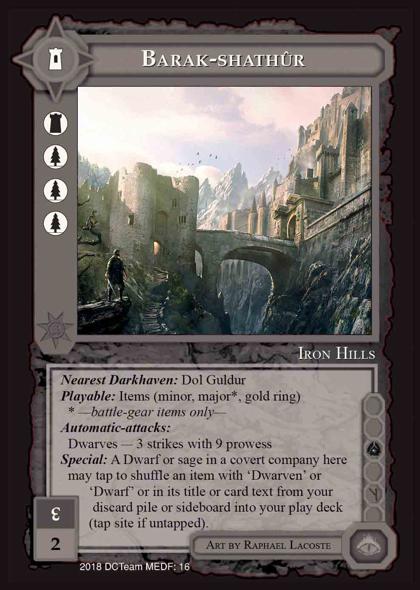 Barak-shathûr
Iron Hills
Nearest Darkhaven: Dol Guldur
Playable: Items (minor, major*, gold ring)
* —battle-gear items only—
Automatic-attacks:
Dwarves — 3 strikes with 9 prowess
Special: A Dwarf or sage in a covert company here
may tap to shuffle an item with ‘Dwarven’ or
‘Dwarf’ or in its title or card text from your
discard pile or sideboard into your play deck
(tap site if untapped).
ε
2
Art by Raphael Lacoste
2018 DCTeam MEDF: 16